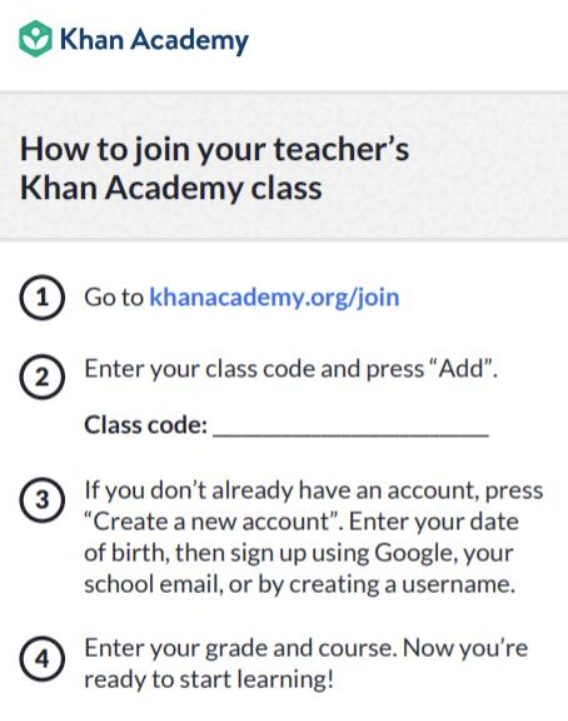 Khan Academy
How to join your teacher’s
Khan Academy class
1 Go to khanacademy.org/join
2 Enter your class code and press “Add”.
Class code: ____________________
3 If you don’t already have an account, press
“Create a new account”. Enter your date
of birth, then sign up using Google, your
school email, or by creating a username.
4 Enter your grade and course. Now you’re
ready to start learning!